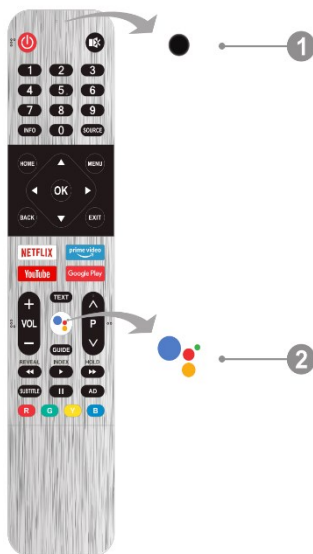 1
1 2 3
4 5 6
7 8 9
INFO 0 SOURCE
HOME MENU
OK
BACK EXIT
NETFLIX prime video
YouTube Google Play
TEXT
+
VOL P
−
2
GUIDE
REVEAL INDEX HOLD
SUBTITLE AD
R G Y B